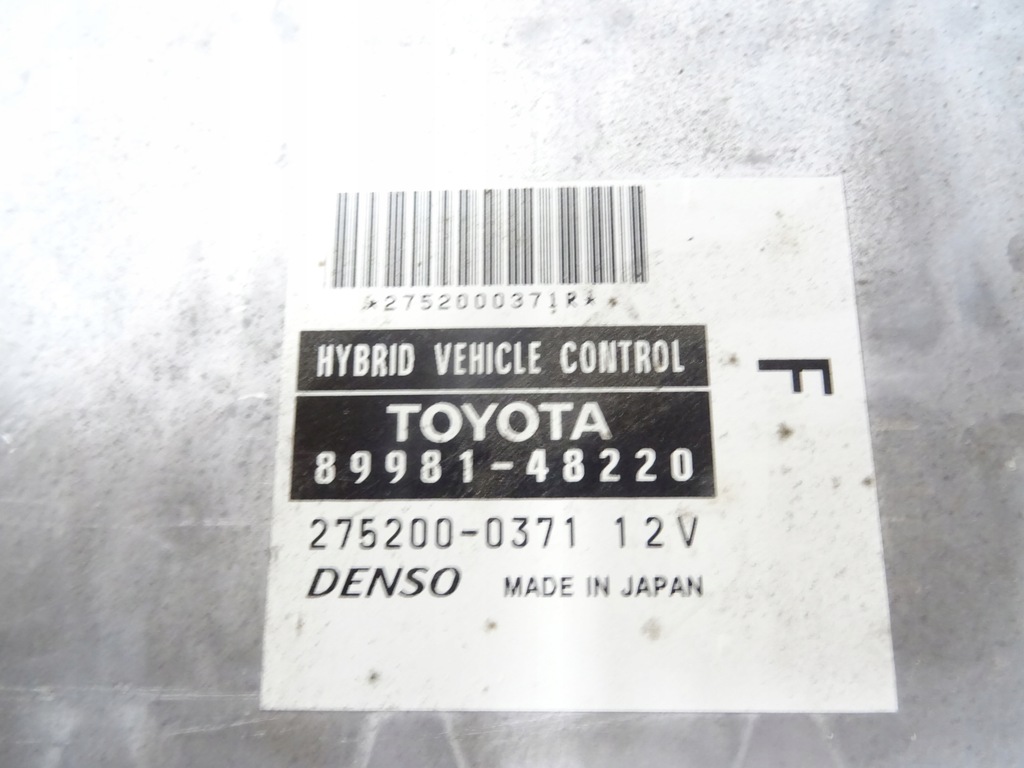 *2752000371R*
HYBRID VEHICLE CONTROL
TOYOTA
89981-48220
275200-0371 12V
DENSO MADE IN JAPAN
F